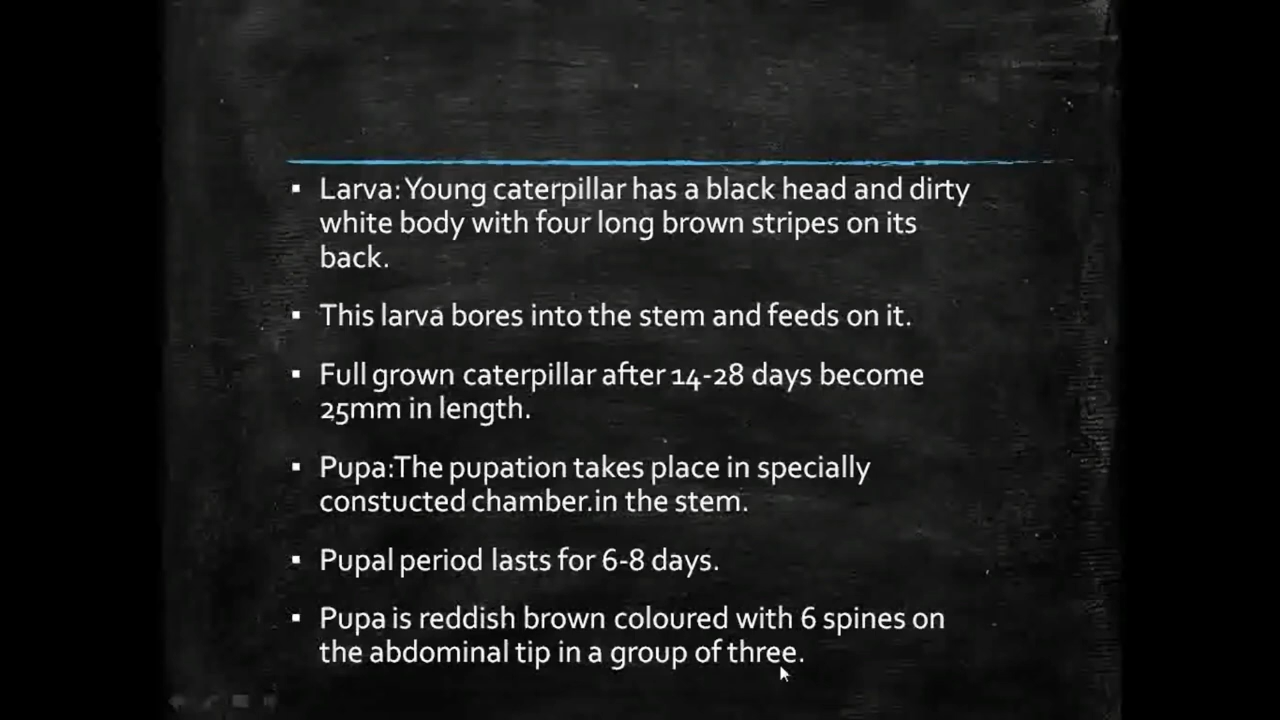 ▪ Larva: Young caterpillar has a black head and dirty
white body with four long brown stripes on its
back.
▪ This larva bores into the stem and feeds on it.
▪ Full grown caterpillar after 14-28 days become
25mm in length.
▪ Pupa:The pupation takes place in specially
constucted chamber.in the stem.
▪ Pupal period lasts for 6-8 days.
▪ Pupa is reddish brown coloured with 6 spines on
the abdominal tip in a group of three.